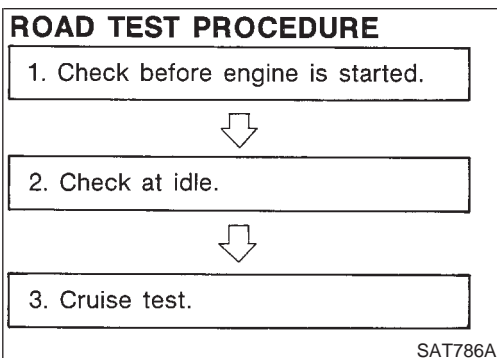 ROAD TEST PROCEDURE
1. Check before engine is started.
2. Check at idle.
3. Cruise test.
SAT786A